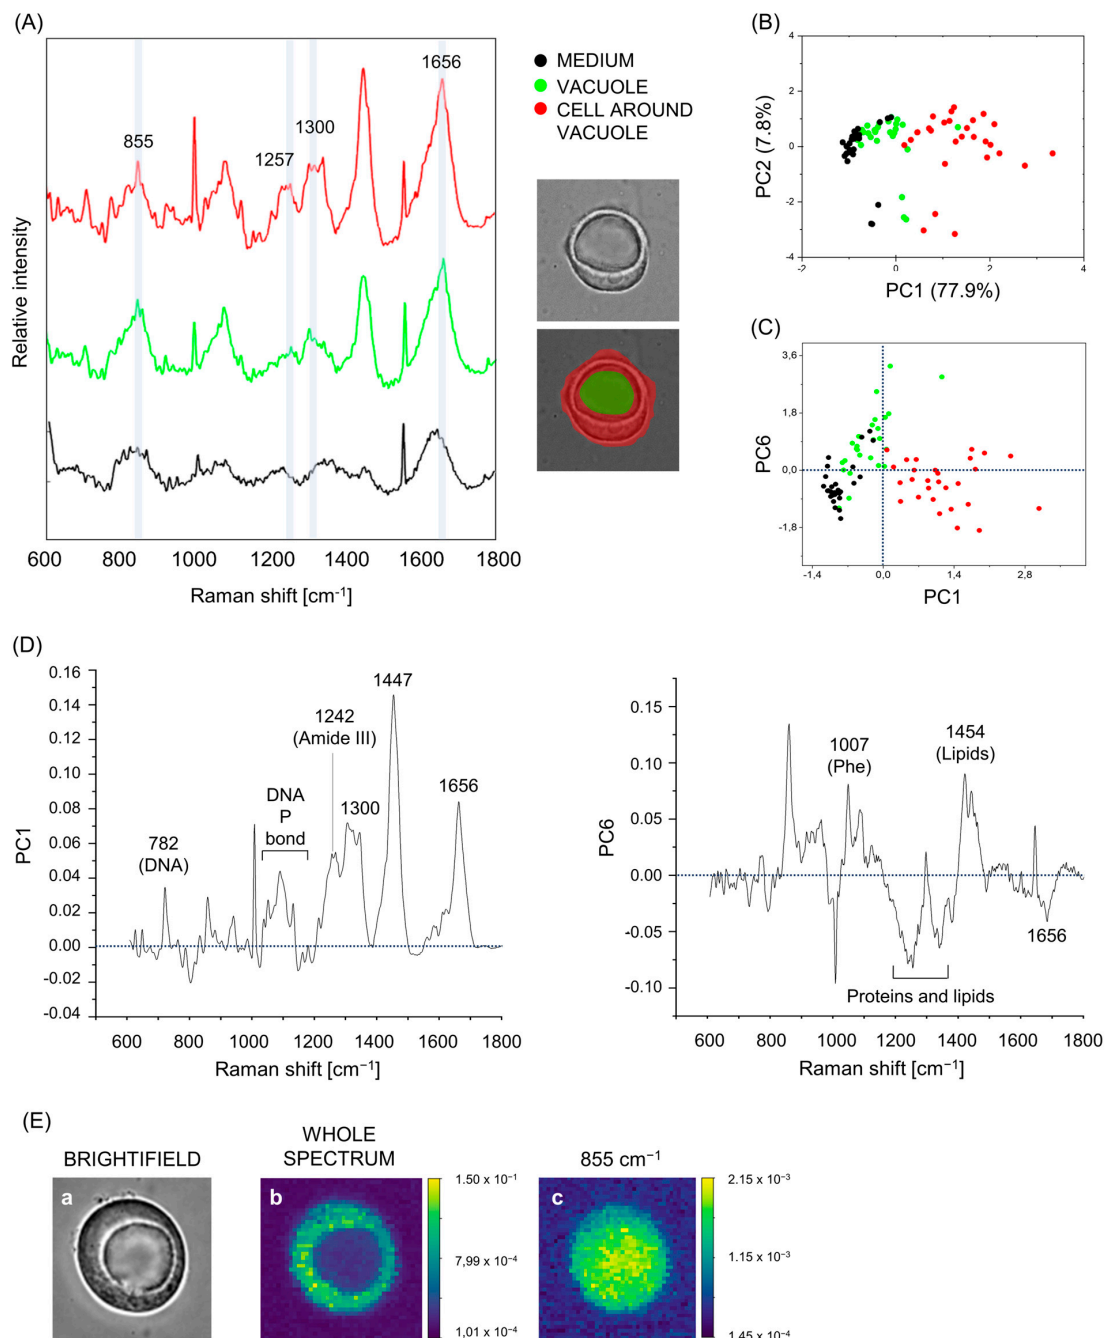 (A)
855
1257
1300
1656
Relative intensity
600 800 1000 1200 1400 1600 1800
Raman shift [cm-1]
MEDIUM
VACUOLE
CELL AROUND
VACUOLE
(B)
4
2
0
-2
-4
-2 0 2 4
PC2 (7.8%)
PC1 (77.9%)
(C)
3.6
1,8
0,0
-1.8
-1,4 0,0 1,4 2,8
PC6
PC1
(D)
0.16
0.14
0.12
0.10
0.08
0.06
0.04
0.02
0.00
-0.02
-0.04
PC1
782
(DNA)
DNA
P
bond
1242
(Amide III)
1300
1447
1656
600 800 1000 1200 1400 1600 1800
Raman shift [cm−1]
0.15
0.10
0.05
0.00
-0.05
-0.10
PC6
1007
(Phe)
1454
(Lipids)
1656
Proteins and lipids
600 800 1000 1200 1400 1600 1800
Raman shift [cm−1]
(E)
BRIGHTIFIELD
a
WHOLE
SPECTRUM
b
1.50 x 10−1
7,99 x 10−4
1,01 x 10−4
855 cm−1
c
2.15 x 10−3
1.15 x 10−3
1.45 x 10−4